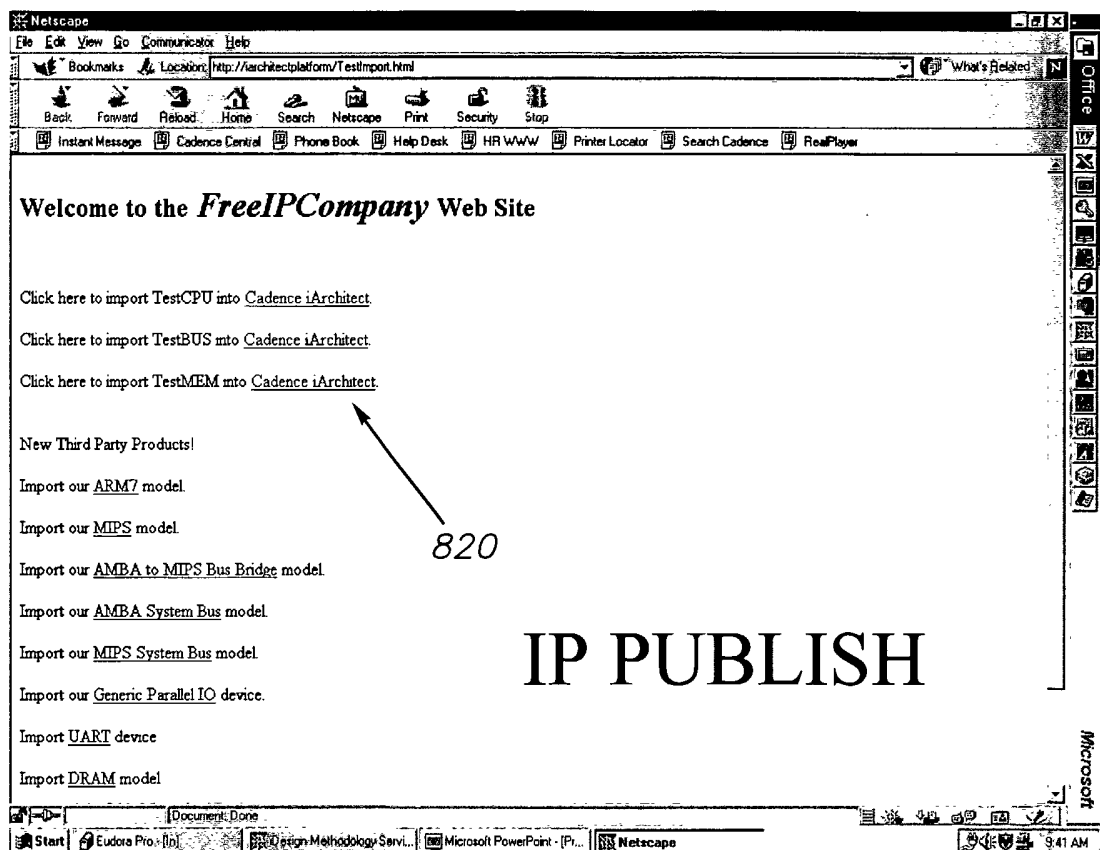 Netscape
File Edit View Go Communicator Help
Bookmarks Location: http://iarchitectplatform/TestImport.html What's Related
Back Forward Reload Home Search Netscape Print Security Stop
Instant Message Cadence Central Phone Book Help Desk HR WWW Printer Locator Search Cadence RealPlayer
Office
Welcome to the FreeIPCompany Web Site
Click here to import TestCPU into Cadence iArchitect.
Click here to import TestBUS into Cadence iArchitect.
Click here to import TestMEM into Cadence iArchitect.
820
New Third Party Products!
Import our ARM7 model.
Import our MIPS model.
Import our AMBA to MIPS Bus Bridge model.
Import our AMBA System Bus model.
Import our MIPS System Bus model.
Import our Generic Parallel IO device.
Import UART device
Import DRAM model
IP PUBLISH
Microsoft
Document: Done
Start Eudora Pro - [In] Design Methodology Servi... Microsoft PowerPoint - [Pr... Netscape 9:41 AM